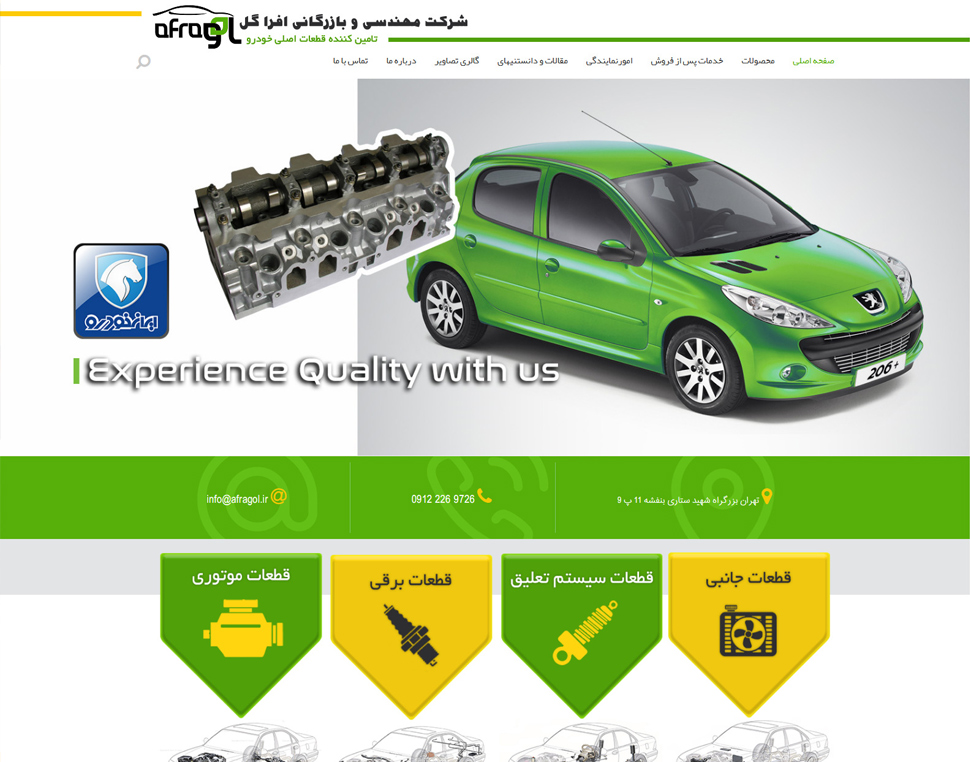 شرکت مهندسی و بازرگانی افرا گل
afragol
تامین کننده قطعات اصلی خودرو
صفحه اصلی
محصولات
خدمات پس از فروش
امورنمایندگی
مقالات و دانستنیهای
گالری تصاویر
درباره ما
تماس با ما
ایران خودرو
Experience Quality with us
206+
تهران بزرگراه شهید ستاری بنفشه 11 پ 9
0912 226 9726
info@afragol.ir
قطعات جانبی
قطعات سیستم تعلیق
قطعات برقی
قطعات موتوری